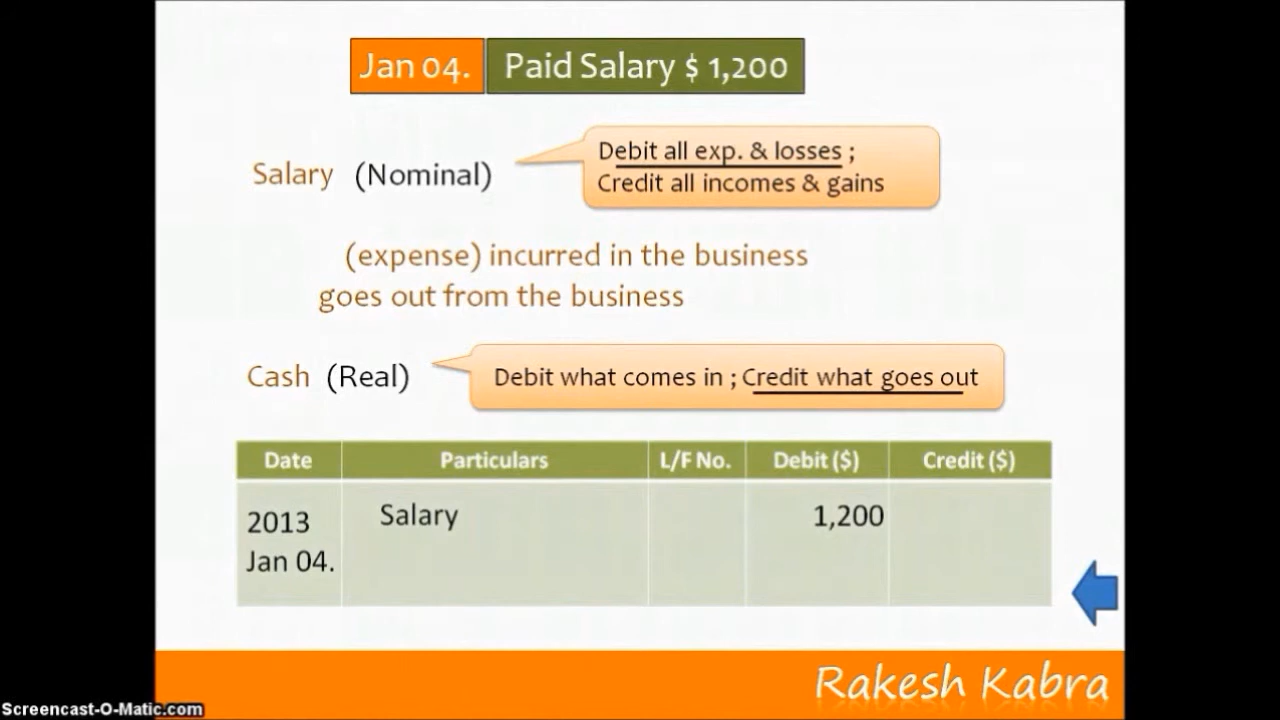 Jan 04. Paid Salary $ 1,200
Debit all exp. & losses ;
Salary (Nominal)
Credit all incomes & gains
(expense) incurred in the business
goes out from the business
Cash (Real) Debit what comes in ; Credit what goes out
Date Particulars L/F No. Debit ($) Credit ($)
2013 Salary 1,200
Jan 04.
Rakesh Kabra
Screencast-O-Matic.com